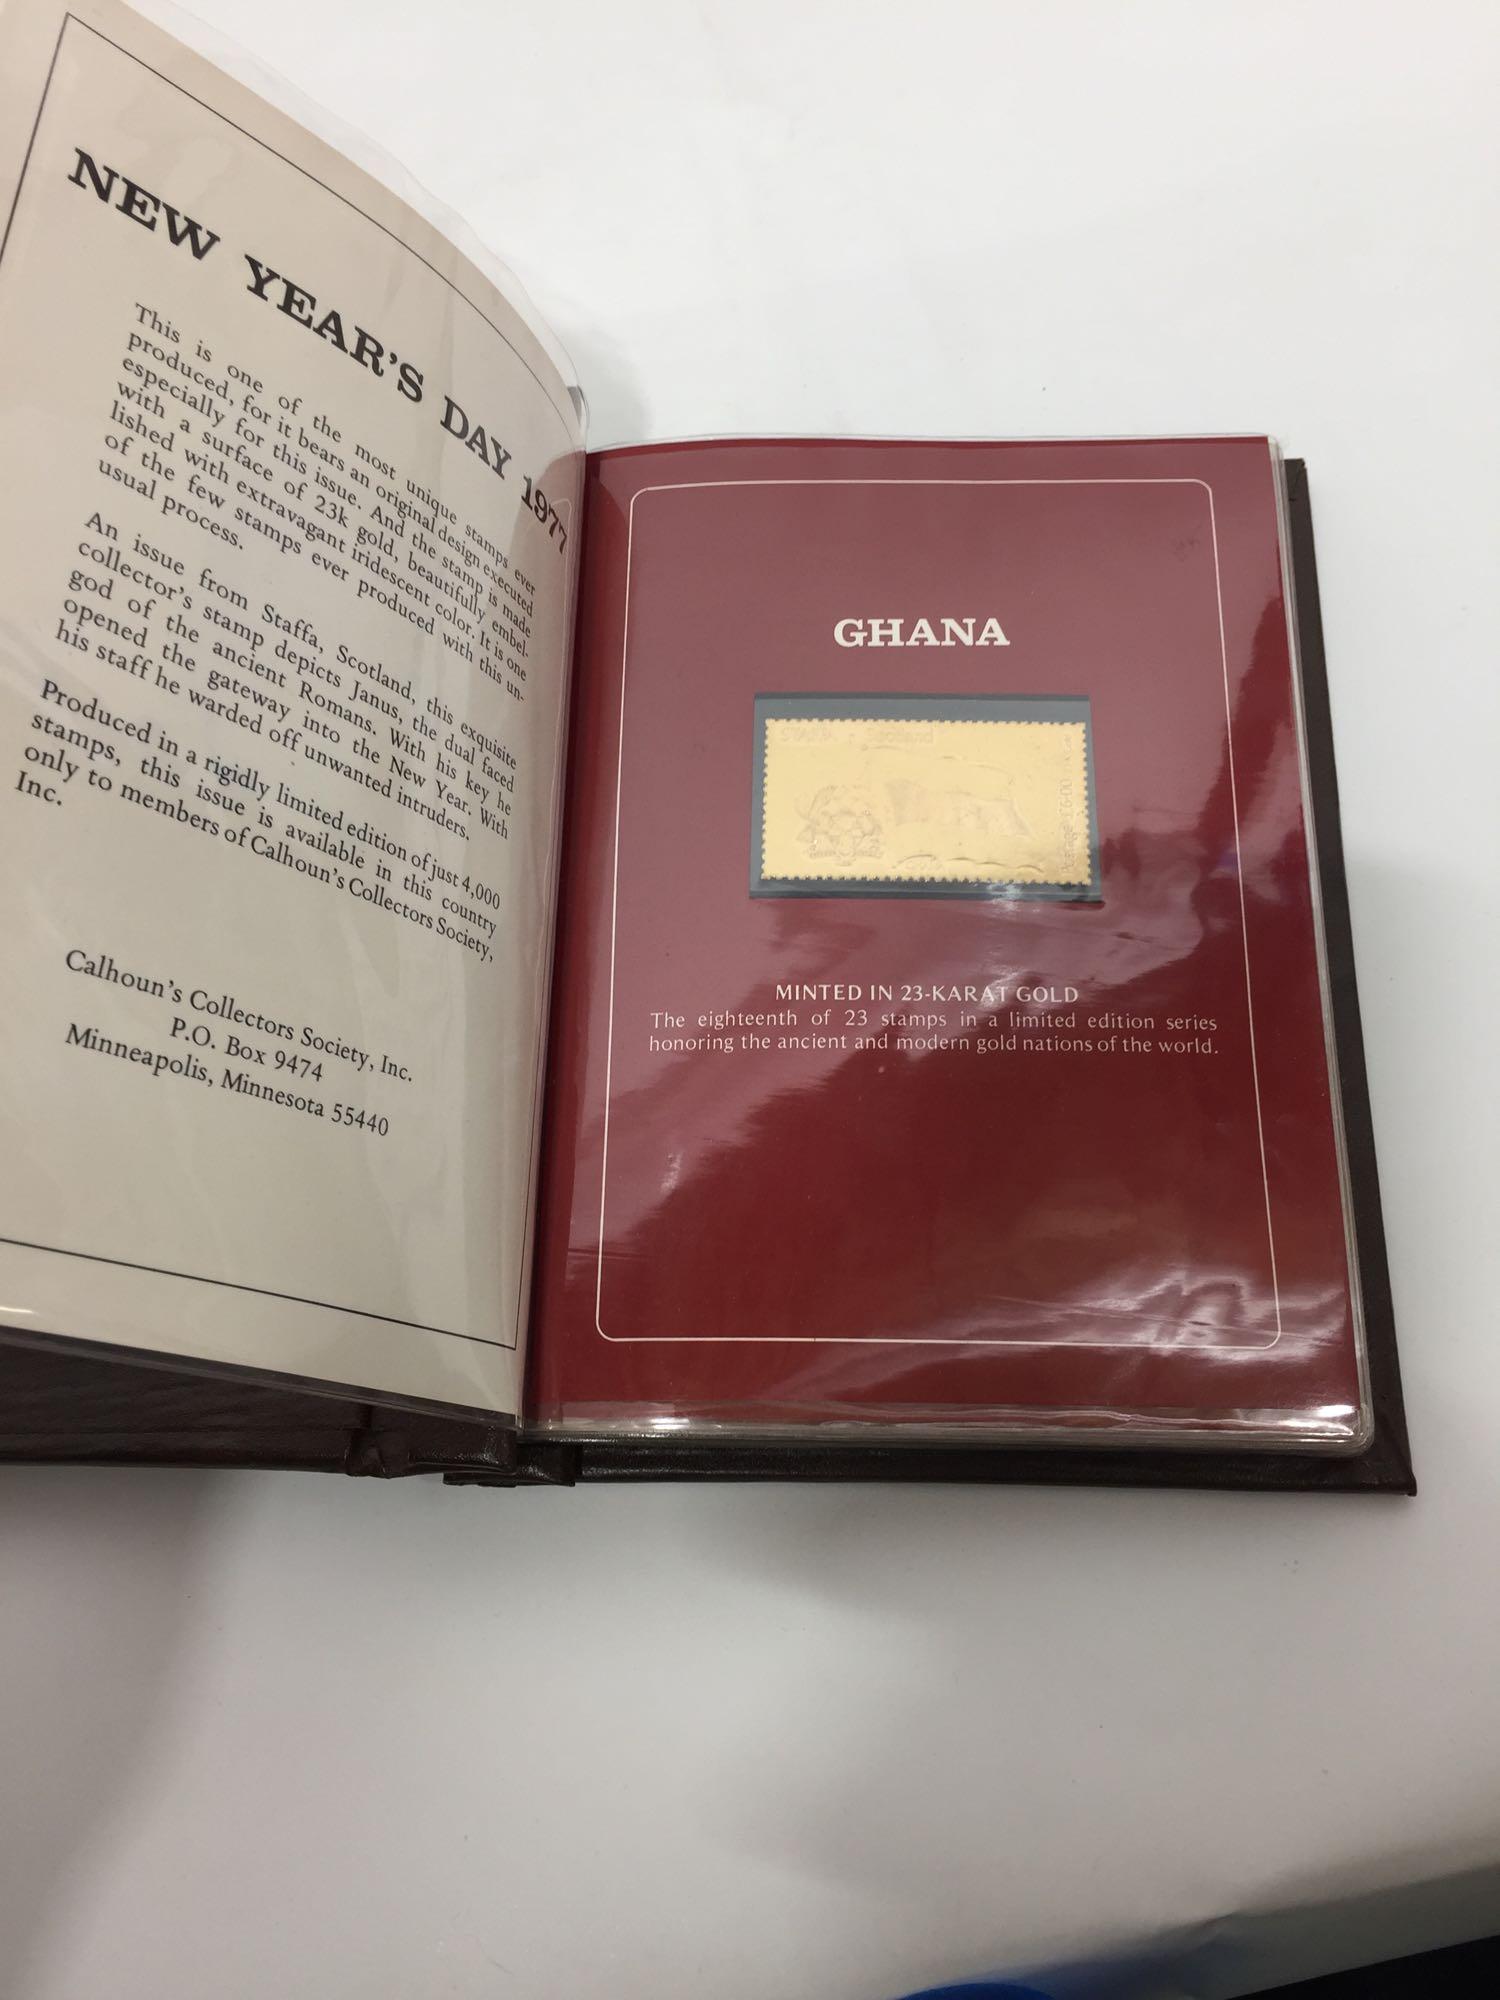 NEW YEAR'S DAY 1977
This is one of the most unique stamps ever
produced, for it bears an original design executed
especially for this issue. And the stamp is made
with a surface of 23k gold, beautifully embel-
lished with extravagant iridescent color. It is one
of the few stamps ever produced with this un-
usual process.
An issue from Staffa, Scotland, this exquisite
collector's stamp depicts Janus, the dual faced
god of the ancient Romans. With his key he
opened the gateway into the New Year. With
his staff he warded off unwanted intruders.
Produced in a rigidly limited edition of just 4,000
stamps, this issue is available in this country
only to members of Calhoun's Collectors Society,
Inc.
Calhoun's Collectors Society, Inc.
P.O. Box 9474
Minneapolis, Minnesota 55440
GHANA
STAFFA Scotland
MINTED IN 23-KARAT GOLD
The eighteenth of 23 stamps in a limited edition series
honoring the ancient and modern gold nations of the world.